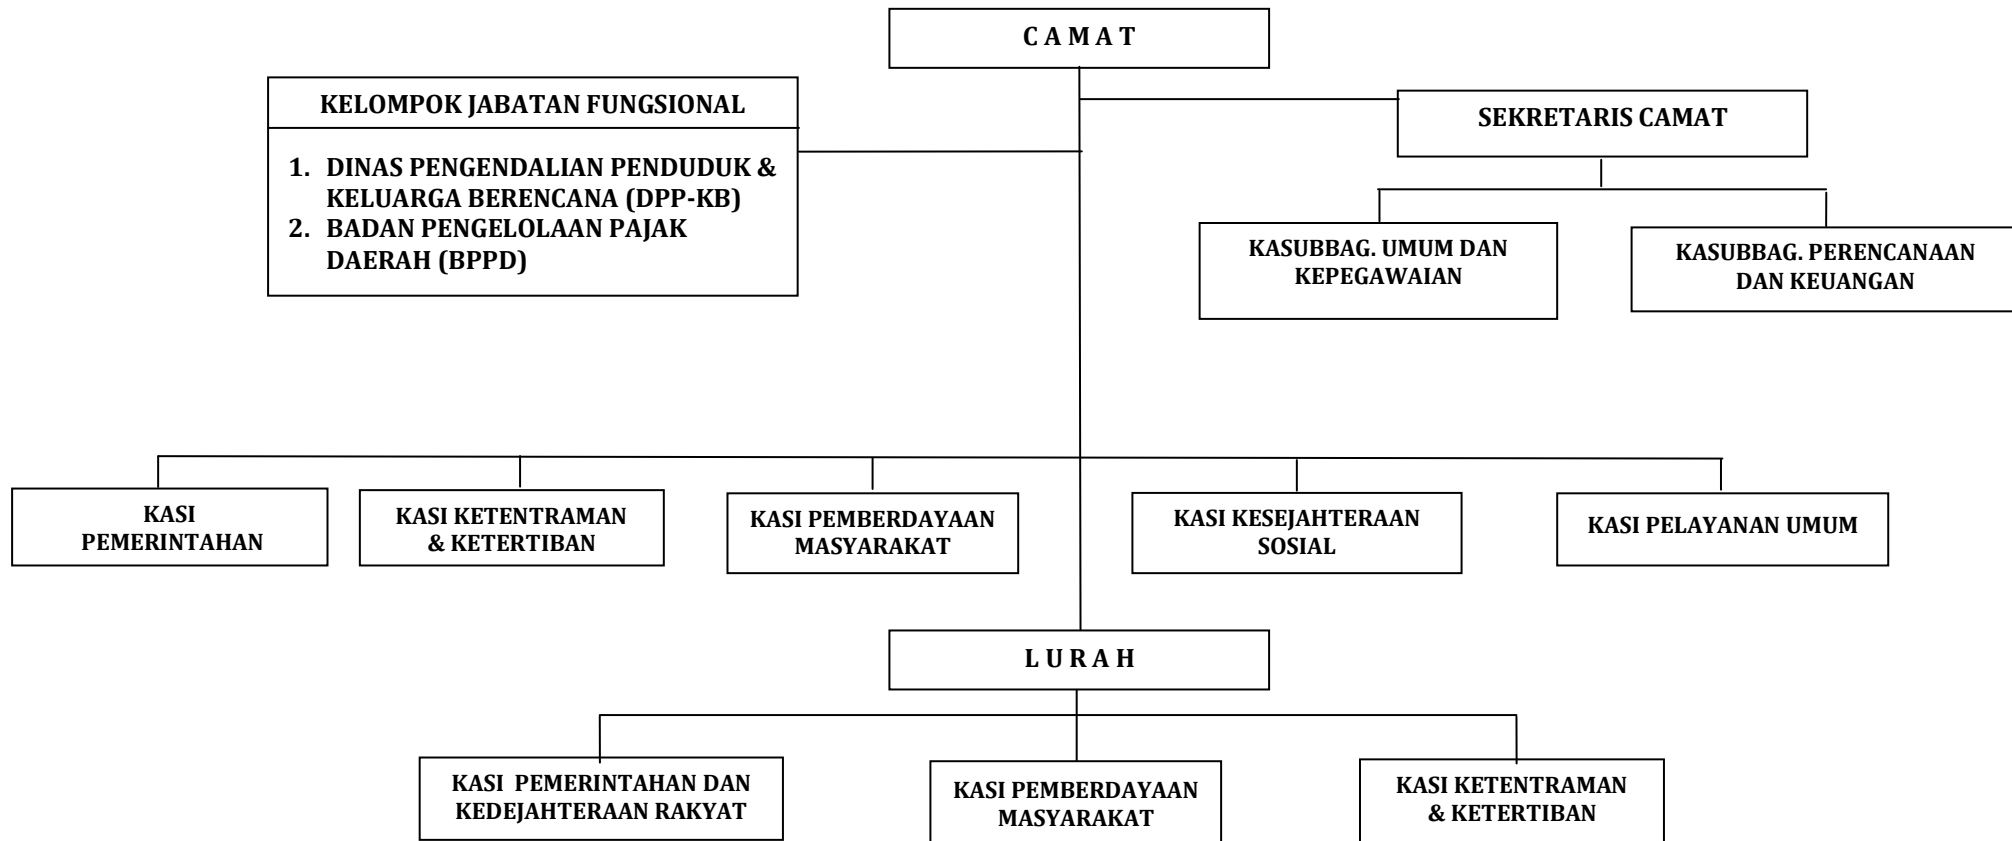 C A M A T
KELOMPOK JABATAN FUNGSIONAL
1. DINAS PENGENDALIAN PENDUDUK &
KELUARGA BERENCANA (DPP-KB)
2. BADAN PENGELOLAAN PAJAK
DAERAH (BPPD)
SEKRETARIS CAMAT
KASUBBAG. UMUM DAN
KEPEGAWAIAN
KASUBBAG. PERENCANAAN
DAN KEUANGAN
KASI
PEMERINTAHAN
KASI KETENTRAMAN
& KETERTIBAN
KASI PEMBERDAYAAN
MASYARAKAT
KASI KESEJAHTERAAN
SOSIAL
KASI PELAYANAN UMUM
L U R A H
KASI  PEMERINTAHAN DAN
KEDEJAHTERAAN RAKYAT
KASI PEMBERDAYAAN
MASYARAKAT
KASI KETENTRAMAN
& KETERTIBAN